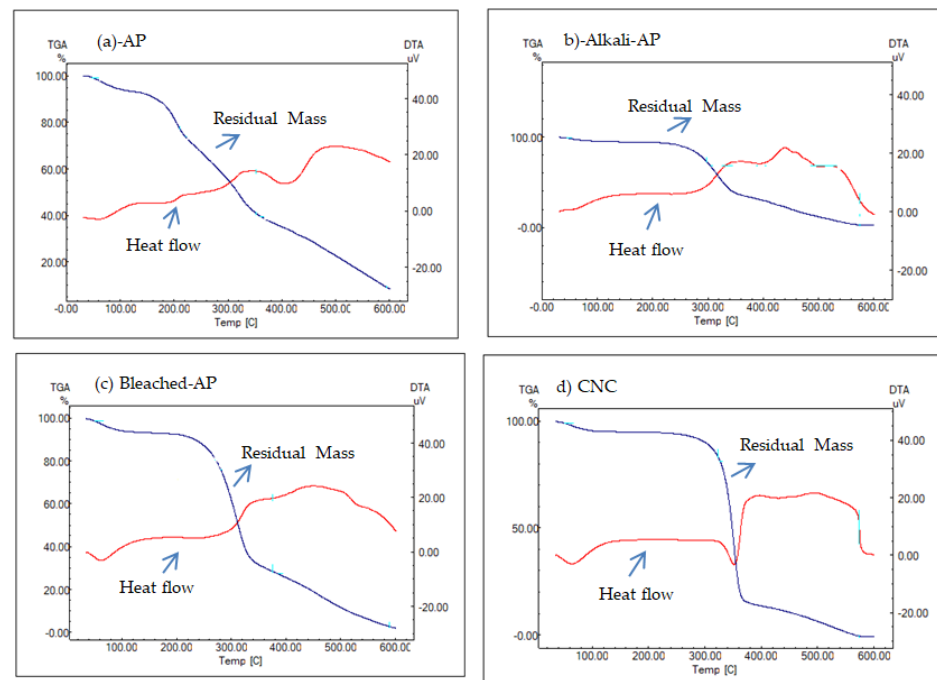 (a)-AP
TGA
%
DTA
uV
100.00
80.00
60.00
40.00
20.00
40.00
20.00
0.00
-20.00
Residual Mass
Heat flow
-0.00 100.00 200.00 300.00 400.00 500.00 600.00
Temp [C]
b)-Alkali-AP
TGA
%
DTA
uV
100.00
-0.00
40.00
20.00
0.00
-20.00
Residual Mass
Heat flow
100.00 200.00 300.00 400.00 500.00 600.00
Temp [C]
(c) Bleached-AP
TGA
%
DTA
uV
100.00
80.00
60.00
40.00
20.00
-0.00
40.00
20.00
0.00
-20.00
Residual Mass
Heat flow
100.00 200.00 300.00 400.00 500.00 600.00
Temp [C]
d) CNC
TGA
%
DTA
uV
100.00
50.00
-0.00
40.00
20.00
0.00
-20.00
Residual Mass
Heat flow
100.00 200.00 300.00 400.00 500.00 600.00
Temp [C]